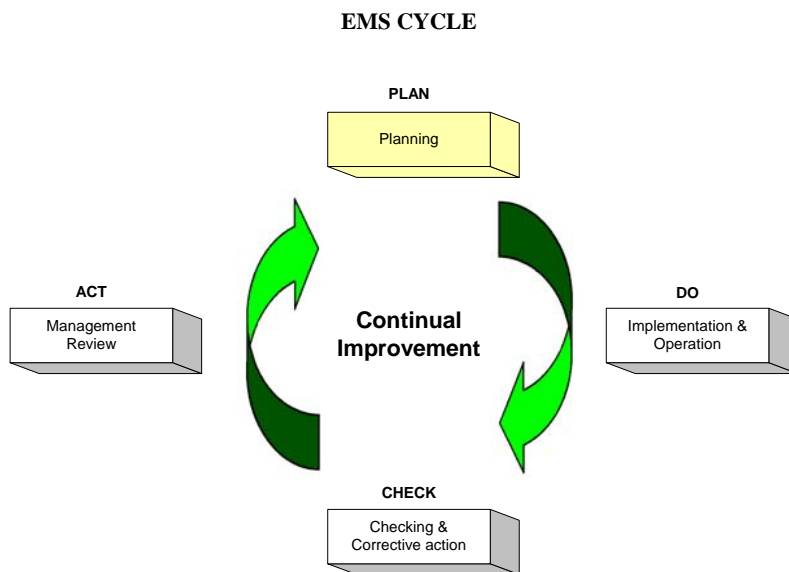 EMS CYCLE
PLAN
Planning
ACT
Management
Review
Continual
Improvement
DO
Implementation &
Operation
CHECK
Checking &
Corrective action